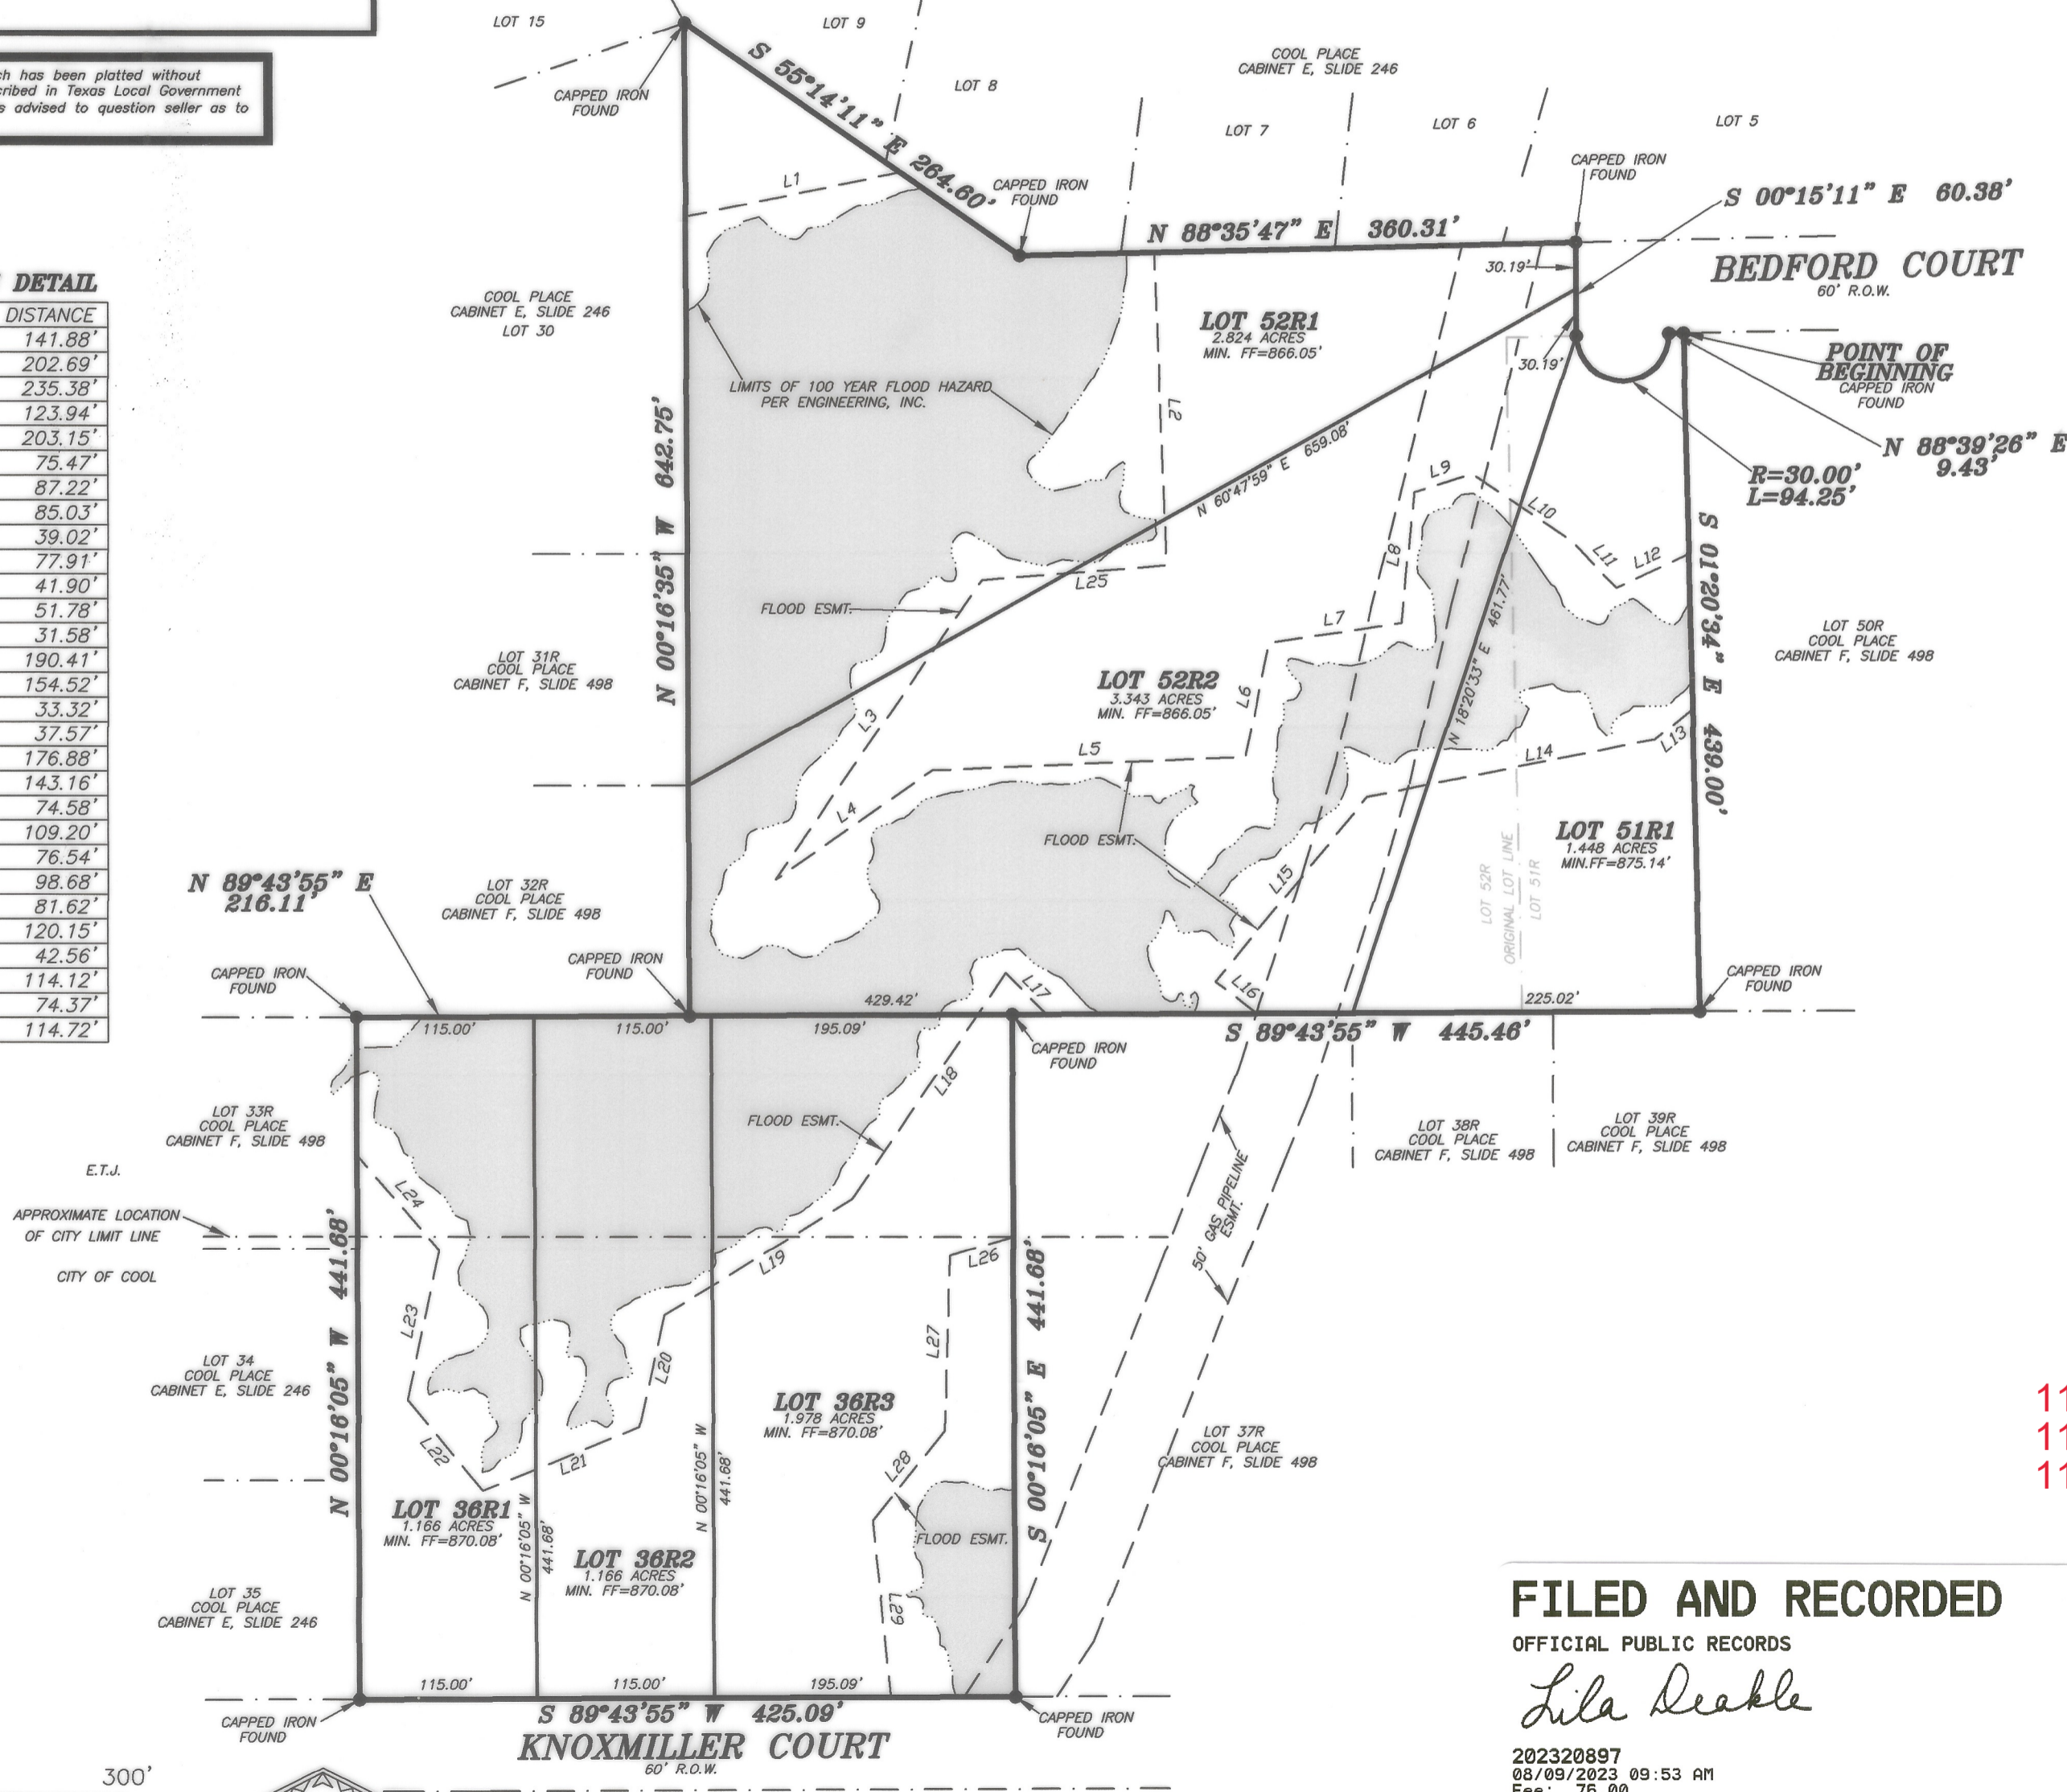 LOT 15
LOT 9
LOT 8
COOL PLACE
CABINET E, SLIDE 246
LOT 7
LOT 6
LOT 5
ch has been platted without
cribed in Texas Local Government
s advised to question seller as to
CAPPED IRON
FOUND
S 55°14'11" E 264.60'
L1
CAPPED IRON
FOUND
CAPPED IRON
FOUND
S 00°15'11" E 60.38'
N 88°35'47" E 360.31'
30.19'
BEDFORD COURT
60' R.O.W.
DETAIL
DISTANCE
141.88'
202.69'
235.38'
123.94'
203.15'
75.47'
87.22'
85.03'
39.02'
77.91'
41.90'
51.78'
31.58'
190.41'
154.52'
33.32'
37.57'
176.88'
143.16'
74.58'
109.20'
76.54'
98.68'
81.62'
120.15'
42.56'
114.12'
74.37'
114.72'
COOL PLACE
CABINET E, SLIDE 246
LOT 30
LOT 52R1
2.824 ACRES
MIN. FF=866.05'
30.19'
POINT OF
BEGINNING
CAPPED IRON
FOUND
LIMITS OF 100 YEAR FLOOD HAZARD
PER ENGINEERING, INC.
L2
N 88°39'26" E
9.43'
R=30.00'
L=94.25'
N 00°16'35" W 642.75'
N 60°47'59" E 659.08'
L9
L10
L11
L12
L8
L25
FLOOD ESMT.
L7
N 18°20'33" E 461.77'
S 01°20'34" E 439.00'
LOT 50R
COOL PLACE
CABINET F, SLIDE 498
LOT 31R
COOL PLACE
CABINET F, SLIDE 498
LOT 52R2
3.343 ACRES
MIN. FF=866.05'
L6
L3
L5
L14
L13
L4
FLOOD ESMT.
LOT 51R1
1.448 ACRES
MIN.FF=875.14'
LOT 52R
ORIGINAL LOT LINE
LOT 51R
L15
N 89°43'55" E
216.11'
LOT 32R
COOL PLACE
CABINET F, SLIDE 498
CAPPED IRON
FOUND
CAPPED IRON
FOUND
CAPPED IRON
FOUND
L17
L16
429.42'
225.02'
115.00'
115.00'
195.09'
S 89°43'55" W 445.46'
CAPPED IRON
FOUND
L18
LOT 33R
COOL PLACE
CABINET F, SLIDE 498
FLOOD ESMT.
LOT 38R
COOL PLACE
CABINET F, SLIDE 498
LOT 39R
COOL PLACE
CABINET F, SLIDE 498
E.T.J.
APPROXIMATE LOCATION
OF CITY LIMIT LINE
CITY OF COOL
L24
50' GAS PIPELINE
ESMT.
L19
L26
L23
N 00°16'05" W 441.68'
S 00°16'05" E 441.68'
L27
LOT 34
COOL PLACE
CABINET E, SLIDE 246
L20
LOT 36R3
1.978 ACRES
MIN. FF=870.08'
L22
L21
L28
LOT 37R
COOL PLACE
CABINET F, SLIDE 498
11
11
11
N 00°16'05" W
441.68'
LOT 36R1
1.166 ACRES
MIN. FF=870.08'
N 00°16'05" W
441.68'
FLOOD ESMT.
LOT 36R2
1.166 ACRES
MIN. FF=870.08'
L29
LOT 35
COOL PLACE
CABINET E, SLIDE 246
115.00'
115.00'
195.09'
S 89°43'55" W 425.09'
CAPPED IRON
FOUND
CAPPED IRON
FOUND
KNOXMILLER COURT
60' R.O.W.
300'
FILED AND RECORDED
OFFICIAL PUBLIC RECORDS
Lila Deakle
202320897
08/09/2023 09:53 AM
Fee: 76.00